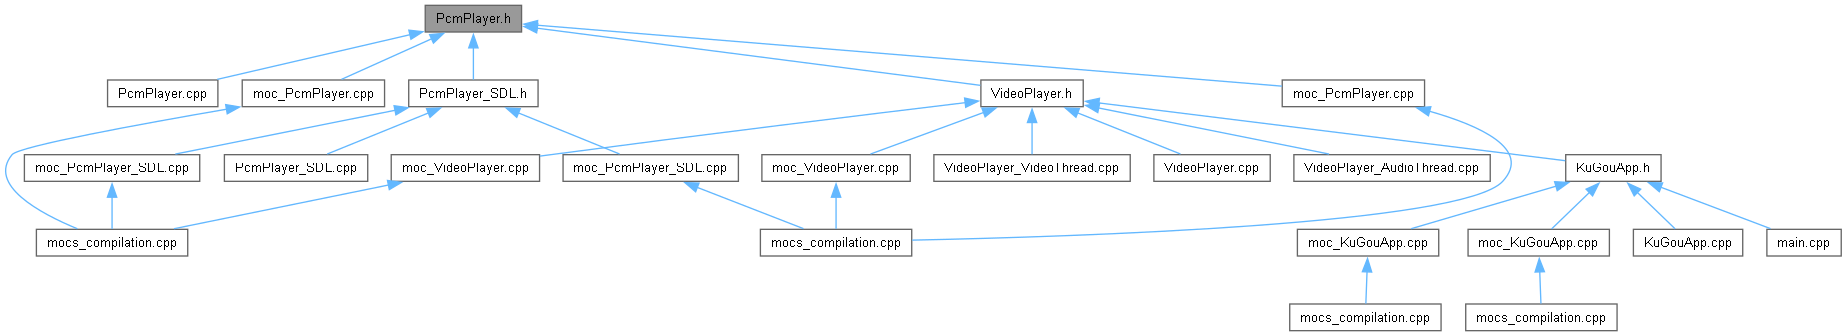 PcmPlayer.h
PcmPlayer.cpp
moc_PcmPlayer.cpp
PcmPlayer_SDL.h
VideoPlayer.h
moc_PcmPlayer.cpp
moc_PcmPlayer_SDL.cpp
PcmPlayer_SDL.cpp
moc_VideoPlayer.cpp
moc_PcmPlayer_SDL.cpp
moc_VideoPlayer.cpp
VideoPlayer_VideoThread.cpp
VideoPlayer.cpp
VideoPlayer_AudioThread.cpp
KuGouApp.h
mocs_compilation.cpp
mocs_compilation.cpp
moc_KuGouApp.cpp
moc_KuGouApp.cpp
KuGouApp.cpp
main.cpp
mocs_compilation.cpp
mocs_compilation.cpp